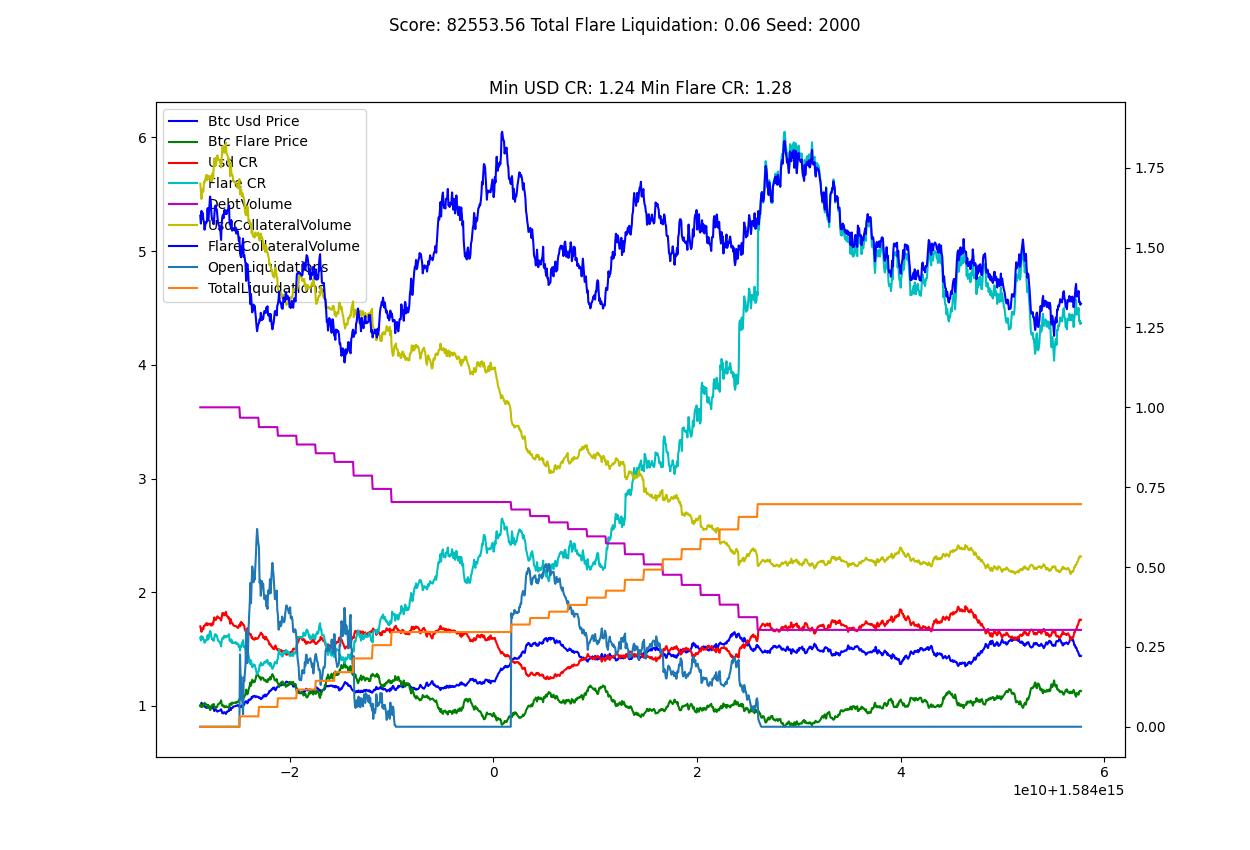 Score: 82553.56 Total Flare Liquidation: 0.06 Seed: 2000
Min USD CR: 1.24 Min Flare CR: 1.28
Btc Usd Price
Btc Flare Price
Usd CR
Flare CR
DebtVolume
UsdCollateralVolume
FlareCollateralVolume
OpenLiquidations
TotalLiquidations
6
5
4
3
2
1
1.75
1.50
1.25
1.00
0.75
0.50
0.25
0.00
−2
0
2
4
6
1e10+1.584e15